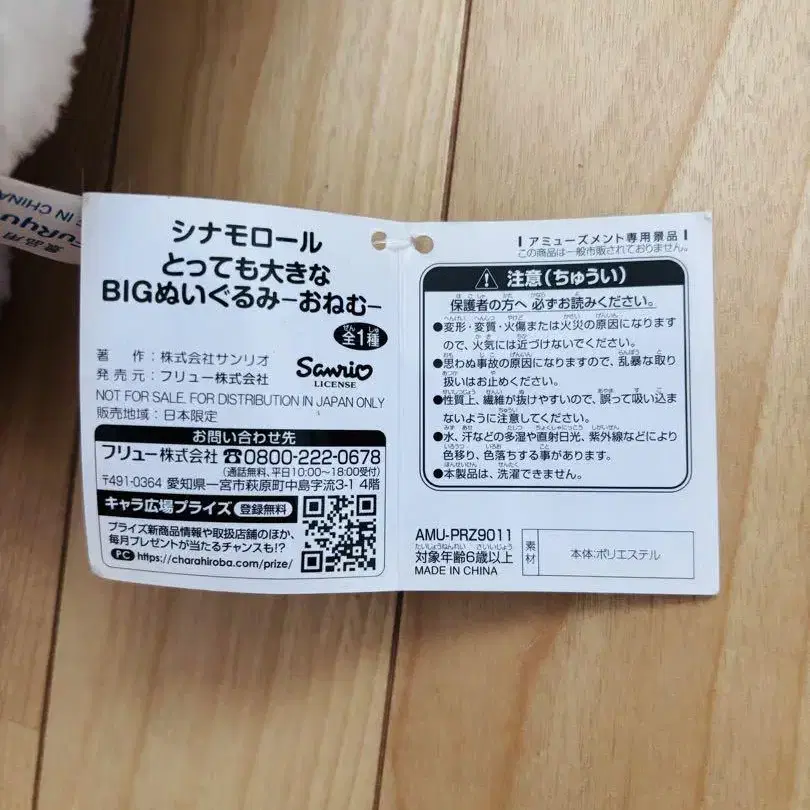 景品用
FURYU
MADE IN CHINA
シナモロール
とっても大きな
BIGぬいぐるみ-おねむ-
全1種
著 作：株式会社サンリオ
発売元：フリュー株式会社
Sanrio
LICENSE
NOT FOR SALE. FOR DISTRIBUTION IN JAPAN ONLY
販売地域：日本限定
お問い合わせ先
フリュー株式会社 ☎0800-222-0678
(通話無料、平日10:00～18:00受付)
〒491-0364 愛知県一宮市萩原町中島字流3-1 4階
キャラ広場プライズ 登録無料
プライズ新商品情報や取扱店舗のほか、
毎月プレゼントが当たるチャンスも!?
PC https://charahiroba.com/prize/
アミューズメント専用景品
この商品は一般市販されておりません。
注意(ちゅうい)
保護者の方へ 必ずお読みください。
●変形・変質・火傷または火災の原因になります
ので、火気には近づけないでください。
●思わぬ事故の原因になりますので、乱暴な取り
扱いはお止めください。
●性質上、繊維が抜けやすいので、誤って吸い込ま
ないように注意してください。
●水、汗などの多湿や直射日光、紫外線などにより
色移り、色落ちする事があります。
●本製品は、洗濯できません。
AMU-PRZ9011
対象年齢6歳以上
MADE IN CHINA
素材
本体:ポリエステル